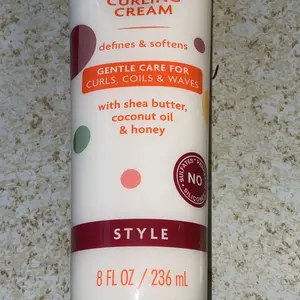 CURLING
CREAM
defines & softens
GENTLE CARE FOR
CURLS, COILS & WAVES
with shea butter,
coconut oil
& honey
NO
STYLE
8 FL OZ / 236 mL